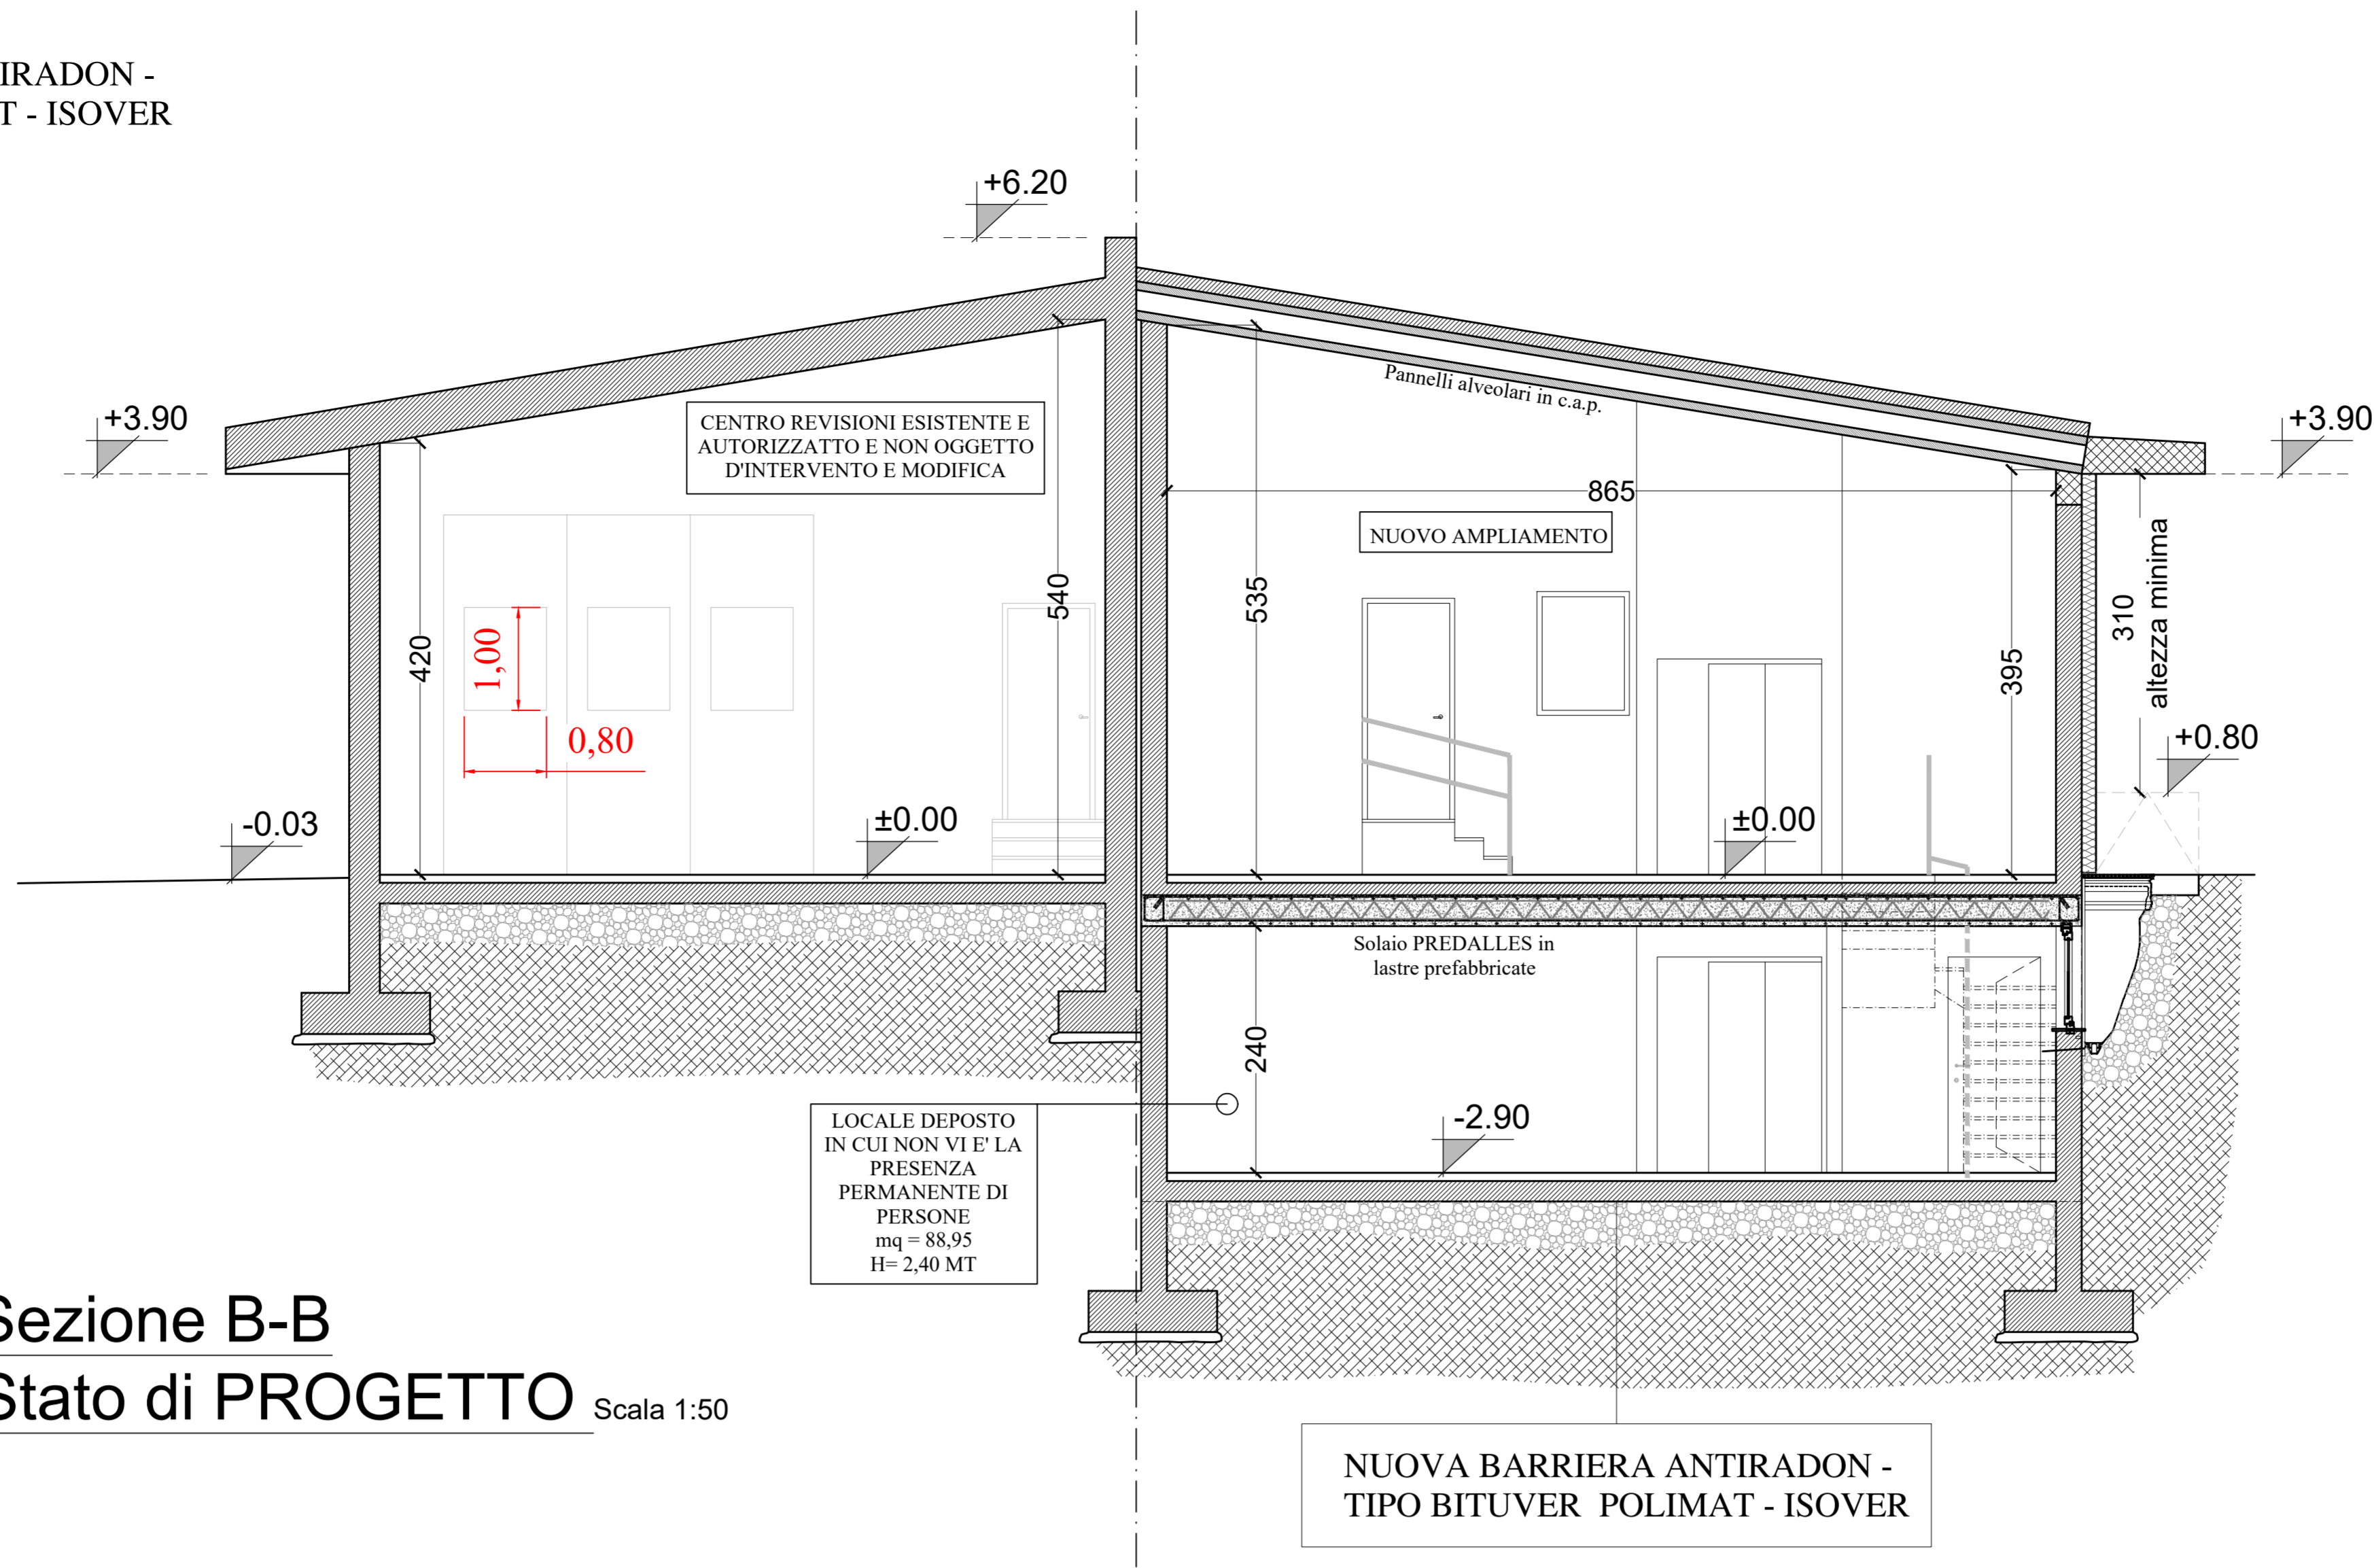 IRADON -
T - ISOVER
+6.20
+3.90
+3.90
Pannelli alveolari in c.a.p.
CENTRO REVISIONI ESISTENTE E
AUTORIZZATTO E NON OGGETTO
D'INTERVENTO E MODIFICA
865
NUOVO AMPLIAMENTO
420
1,00
0,80
540
535
395
310
altezza minima
+0.80
-0.03
±0.00
±0.00
Solaio PREDALLES in
lastre prefabbricate
240
-2.90
LOCALE DEPOSTO
IN CUI NON VI E' LA
PRESENZA
PERMANENTE DI
PERSONE
mq = 88,95
H= 2,40 MT
Sezione B-B
Stato di PROGETTO Scala 1:50
NUOVA BARRIERA ANTIRADON -
TIPO BITUVER POLIMAT - ISOVER